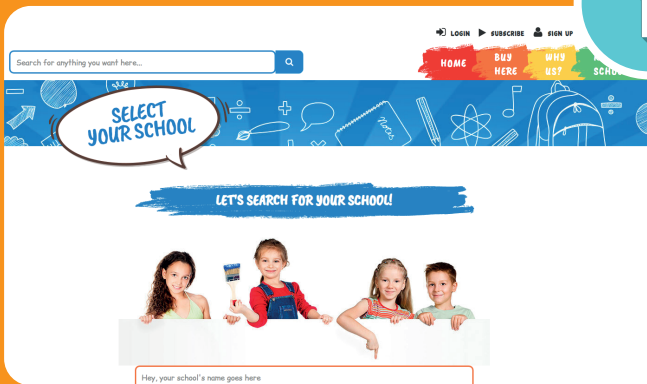 LOGIN SUBSCRIBE SIGN UP
Search for anything you want here...
HOME BUY HERE WHY US?
SELECT
YOUR SCHOOL
Notes
LET'S SEARCH FOR YOUR SCHOOL!
Hey, your school's name goes here